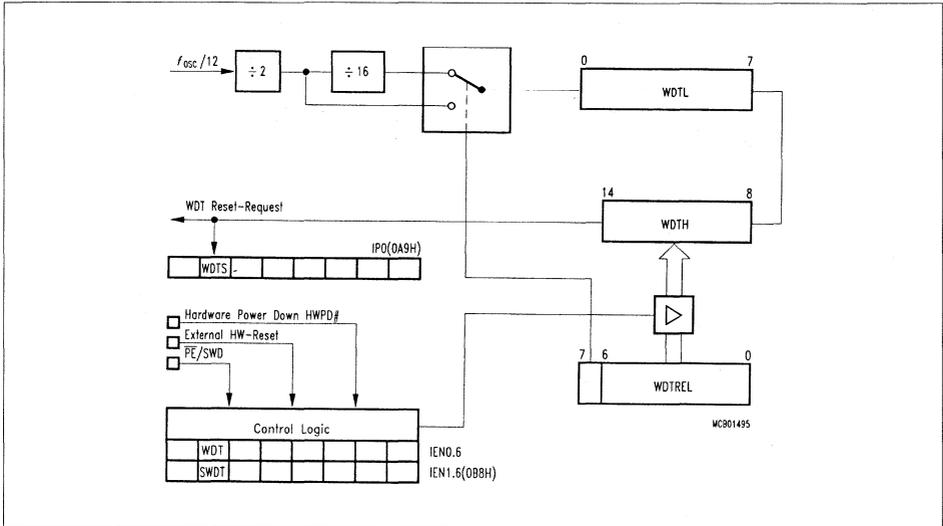 fosc/12
÷ 2
÷ 16
0 7
WDTL
14 8
WDT Reset-Request
WDTH
IP0(0A9H)
WDTS
Hardware Power Down HWPD#
External HW-Reset
PE/SWD
7 6 0
WDTREL
MCB01495
Control Logic
WDT
IEN0.6
SWDT
IEN1.6(0B8H)